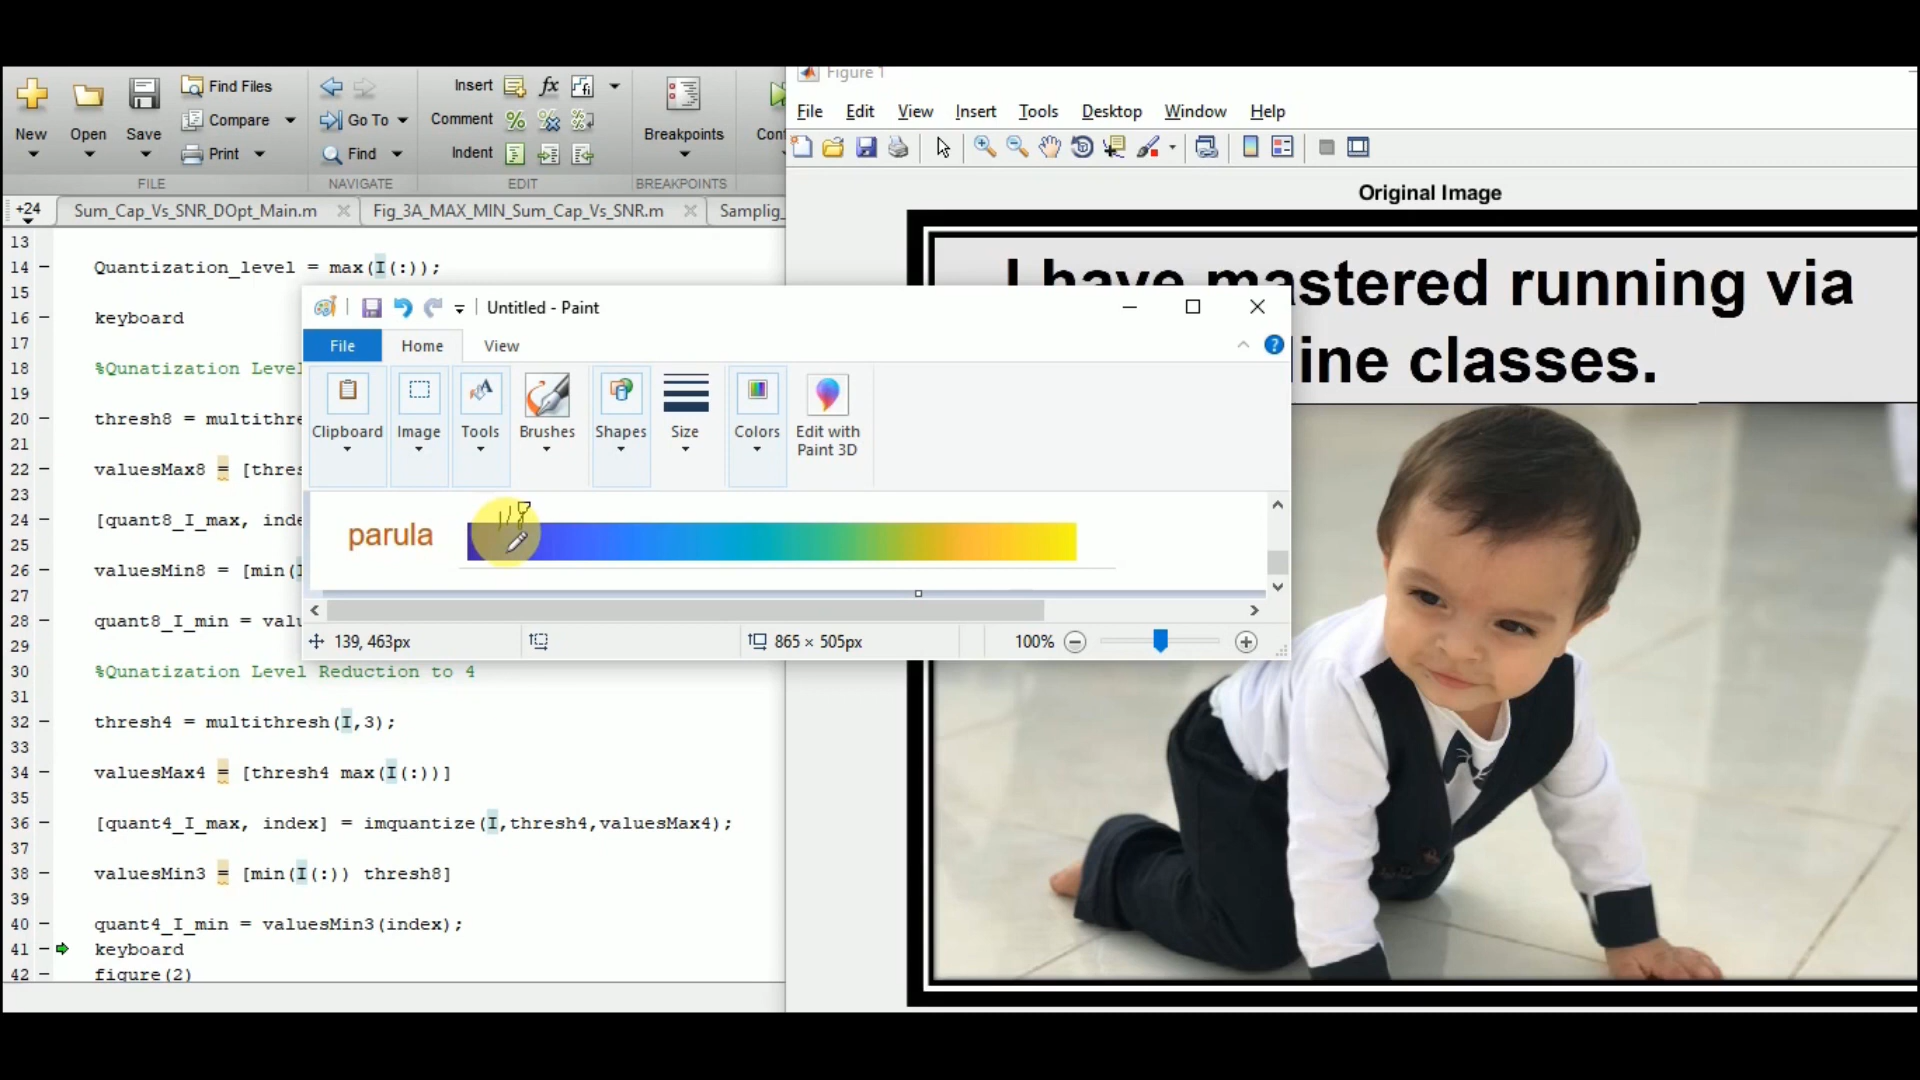 New
Open
Save
Find Files
Compare
Print
FILE
Go To
Find
NAVIGATE
Insert fx
Comment
Indent
EDIT
Breakpoints
BREAKPOINTS
+24 Sum_Cap_Vs_SNR_DOpt_Main.m Fig_3A_MAX_MIN_Sum_Cap_Vs_SNR.m Samplig_
13
14 Quantization_level = max(I(:));
15
16 keyboard
17
18 %Qunatization Level
19
20 thresh8 =
21
22 valuesMax8 =
23
24 [quant8_I_max,
25
26 valuesMin8 =
27
28 quant8_I_min =
29
30 %Qunatization Level Reduction to 4
31
32 thresh4 = multithresh(I,3);
33
34 valuesMax4 = [thresh4 max(I(:))]
35
36 [quant4_I_max, index] = imquantize(I,thresh4,valuesMax4);
37
38 valuesMin3 = [min(I(:)) thresh8]
39
40 quant4_I_min = valuesMin3(index);
41 keyboard
42 figure(2)
Untitled - Paint
File Home View
Clipboard Image Tools Brushes Shapes Size Colors Edit with
Paint 3D
parula
139, 463px 865 × 505px 100%
Figure 1
File Edit View Insert Tools Desktop Window Help
Original Image
I have mastered running via
classes.